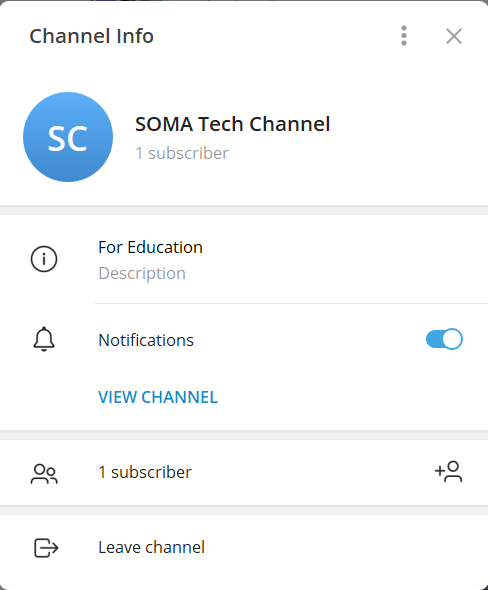 Channel Info
SC
SOMA Tech Channel
1 subscriber
For Education
Description
Notifications
VIEW CHANNEL
1 subscriber
Leave channel